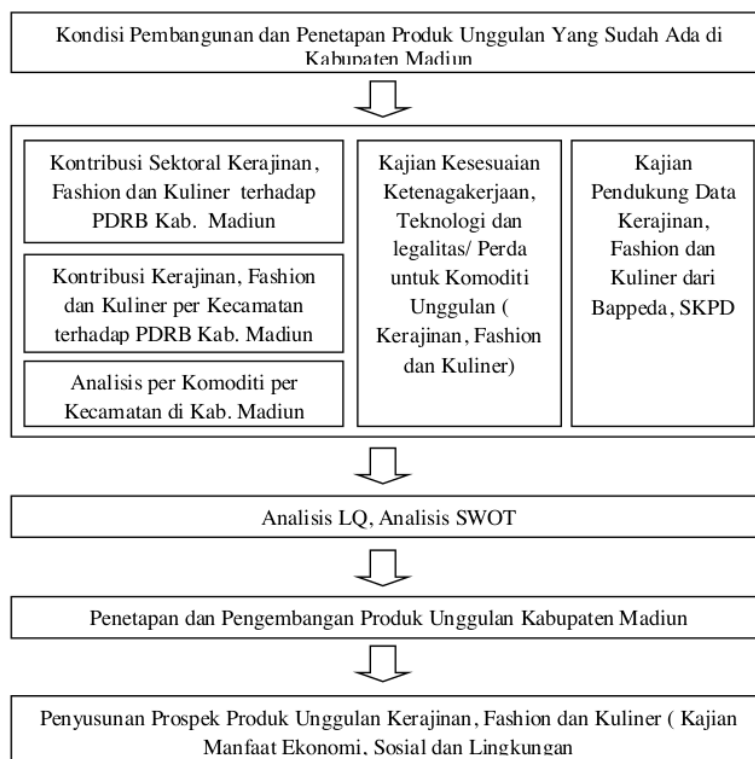 Kondisi Pembangunan dan Penetapan Produk Unggulan Yang Sudah Ada di
Kabupaten Madiun
Kontribusi Sektoral Kerajinan,
Fashion dan Kuliner terhadap
PDRB Kab. Madiun
Kontribusi Kerajinan, Fashion
dan Kuliner per Kecamatan
terhadap PDRB Kab. Madiun
Analisis per Komoditi per
Kecamatan di Kab. Madiun
Kajian Kesesuaian
Ketenagakerjaan,
Teknologi dan
legalitas/ Perda
untuk Komoditi
Unggulan (
Kerajinan, Fashion
dan Kuliner)
Kajian
Pendukung Data
Kerajinan,
Fashion dan
Kuliner dari
Bappeda, SKPD
Analisis LQ, Analisis SWOT
Penetapan dan Pengembangan Produk Unggulan Kabupaten Madiun
Penyusunan Prospek Produk Unggulan Kerajinan, Fashion dan Kuliner ( Kajian
Manfaat Ekonomi, Sosial dan Lingkungan